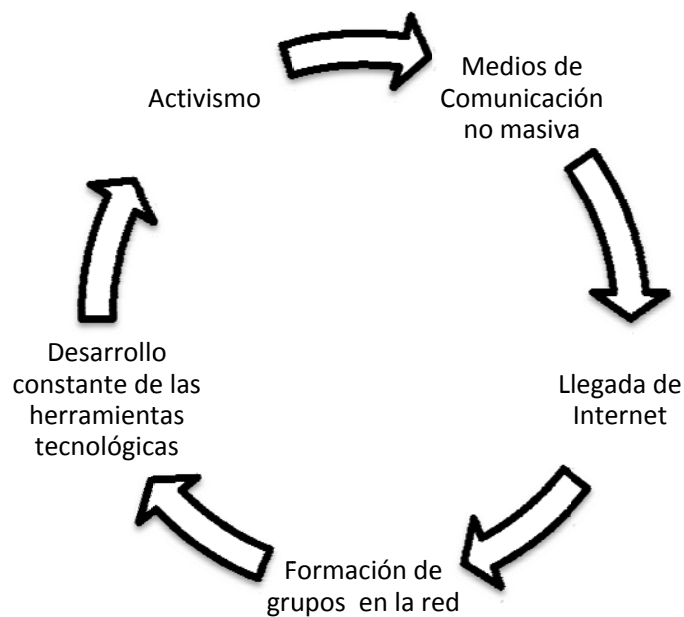 Activismo
Medios de
Comunicación
no masiva
Llegada de
Internet
Formación de
grupos en la red
Desarrollo
constante de las
herramientas
tecnológicas